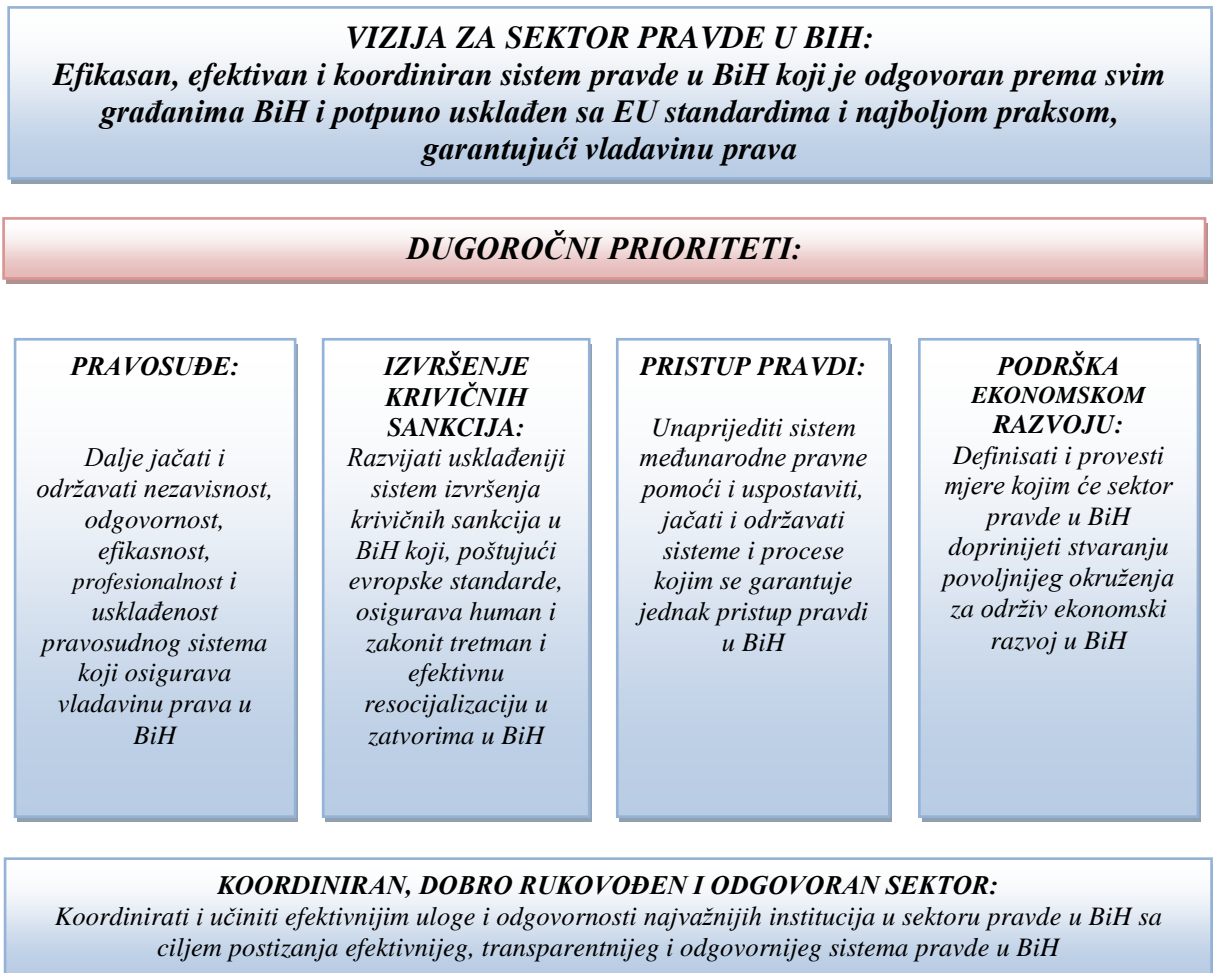 VIZIJA ZA SEKTOR PRAVDE U BIH:
Efikasan, efektivan i koordiniran sistem pravde u BiH koji je odgovoran prema svim
građanima BiH i potpuno usklađen sa EU standardima i najboljom praksom,
garantujući vladavinu prava
DUGOROČNI PRIORITETI:
PRAVOSUĐE:
Dalje jačati i
održavati nezavisnost,
odgovornost,
efikasnost,
profesionalnost i
usklađenost
pravosudnog sistema
koji osigurava
vladavinu prava u
BiH
IZVRŠENJE
KRIVIČNIH
SANKCIJA:
Razvijati usklađeniji
sistem izvršenja
krivičnih sankcija u
BiH koji, poštujući
evropske standarde,
osigurava human i
zakonit tretman i
efektivnu
resocijalizaciju u
zatvorima u BiH
PRISTUP PRAVDI:
Unaprijediti sistem
međunarodne pravne
pomoći i uspostaviti,
jačati i održavati
sisteme i procese
kojim se garantuje
jednak pristup pravdi
u BiH
PODRŠKA
EKONOMSKOM
RAZVOJU:
Definisati i provesti
mjere kojim će sektor
pravde u BiH
doprinijeti stvaranju
povoljnijeg okruženja
za održiv ekonomski
razvoj u BiH
KOORDINIRAN, DOBRO RUKOVOĐEN I ODGOVORAN SEKTOR:
Koordinirati i učiniti efektivnijim uloge i odgovornosti najvažnijih institucija u sektoru pravde u BiH sa
ciljem postizanja efektivnijeg, transparentnijeg i odgovornijeg sistema pravde u BiH